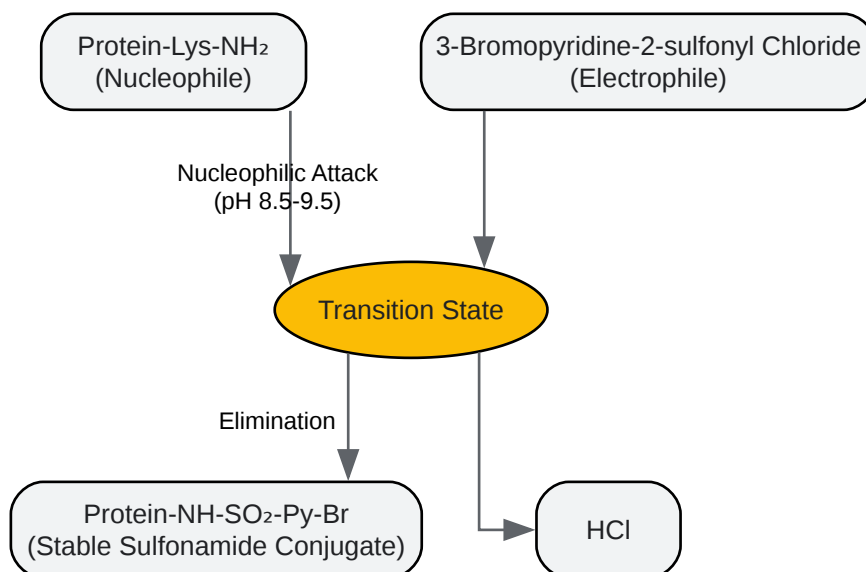 Protein-Lys-NH₂
(Nucleophile)
3-Bromopyridine-2-sulfonyl Chloride
(Electrophile)
Nucleophilic Attack
(pH 8.5-9.5)
Transition State
Elimination
Protein-NH-SO₂-Py-Br
(Stable Sulfonamide Conjugate)
HCl